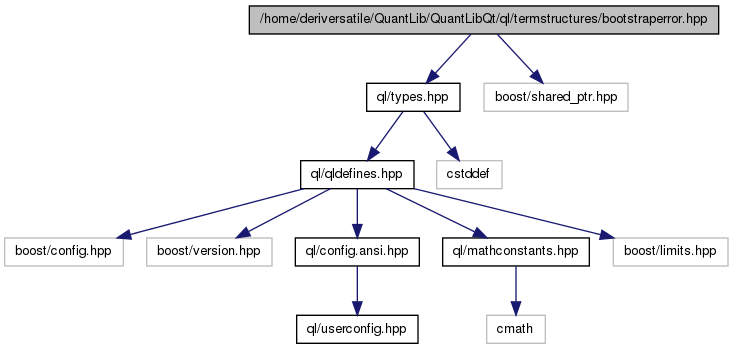 /home/deriversatile/QuantLib/QuantLibQt/ql/termstructures/bootstraperror.hpp
ql/types.hpp
boost/shared_ptr.hpp
ql/qldefines.hpp
cstddef
boost/config.hpp
boost/version.hpp
ql/config.ansi.hpp
ql/mathconstants.hpp
boost/limits.hpp
ql/userconfig.hpp
cmath